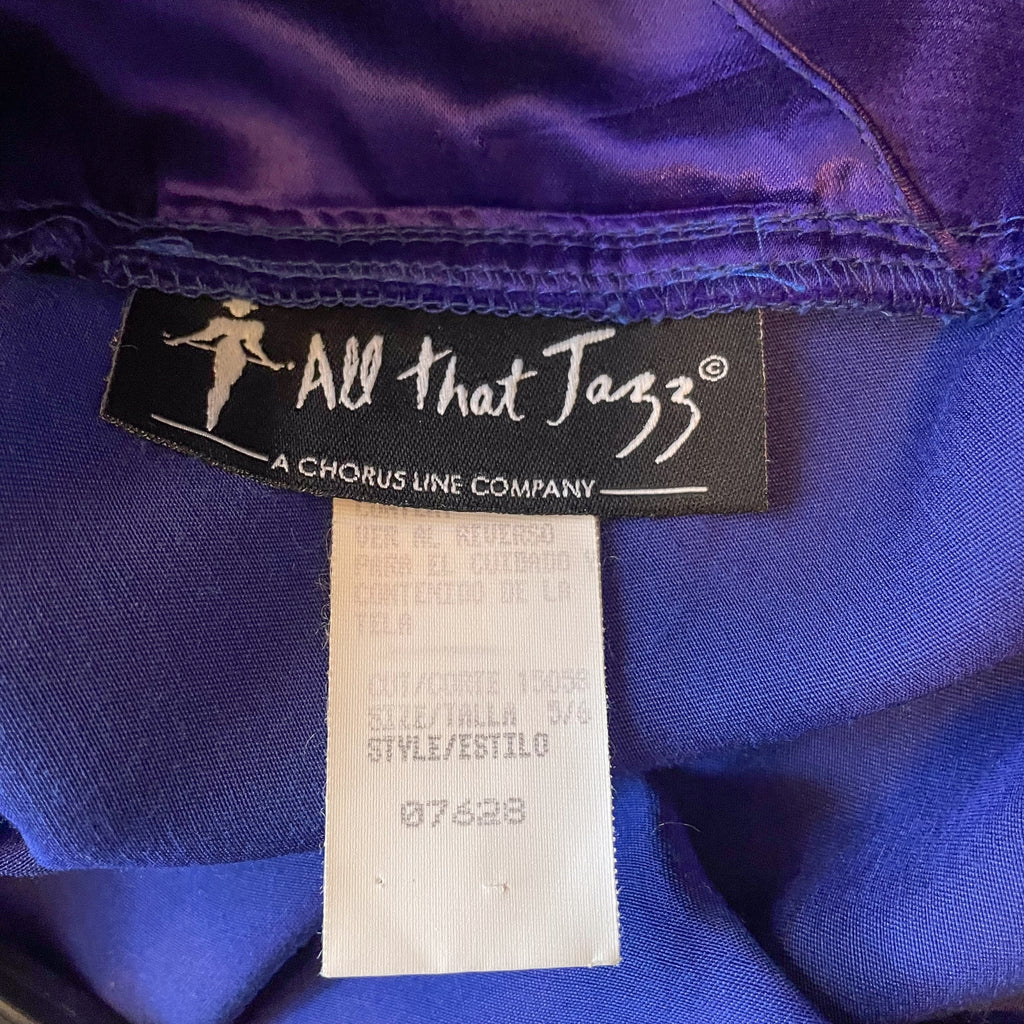 All that Jazz©
A CHORUS LINE COMPANY
VER AL REVERSO
PARA EL CUIDADO Y
CONTENIDO DE LA
TELA
CUT/CORTE 15058
SIZE/TALLA 5/6
STYLE/ESTILO
07628